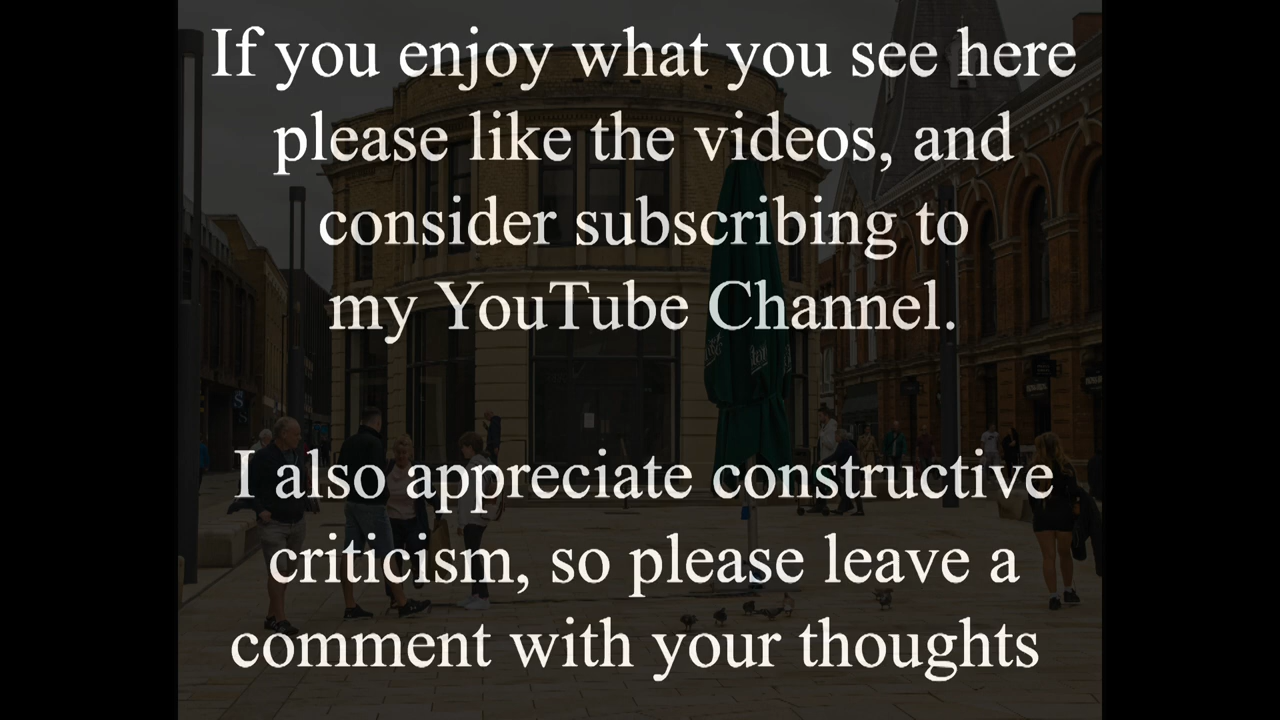 If you enjoy what you see here
please like the videos, and
consider subscribing to
my YouTube Channel.
I also appreciate constructive
criticism, so please leave a
comment with your thoughts